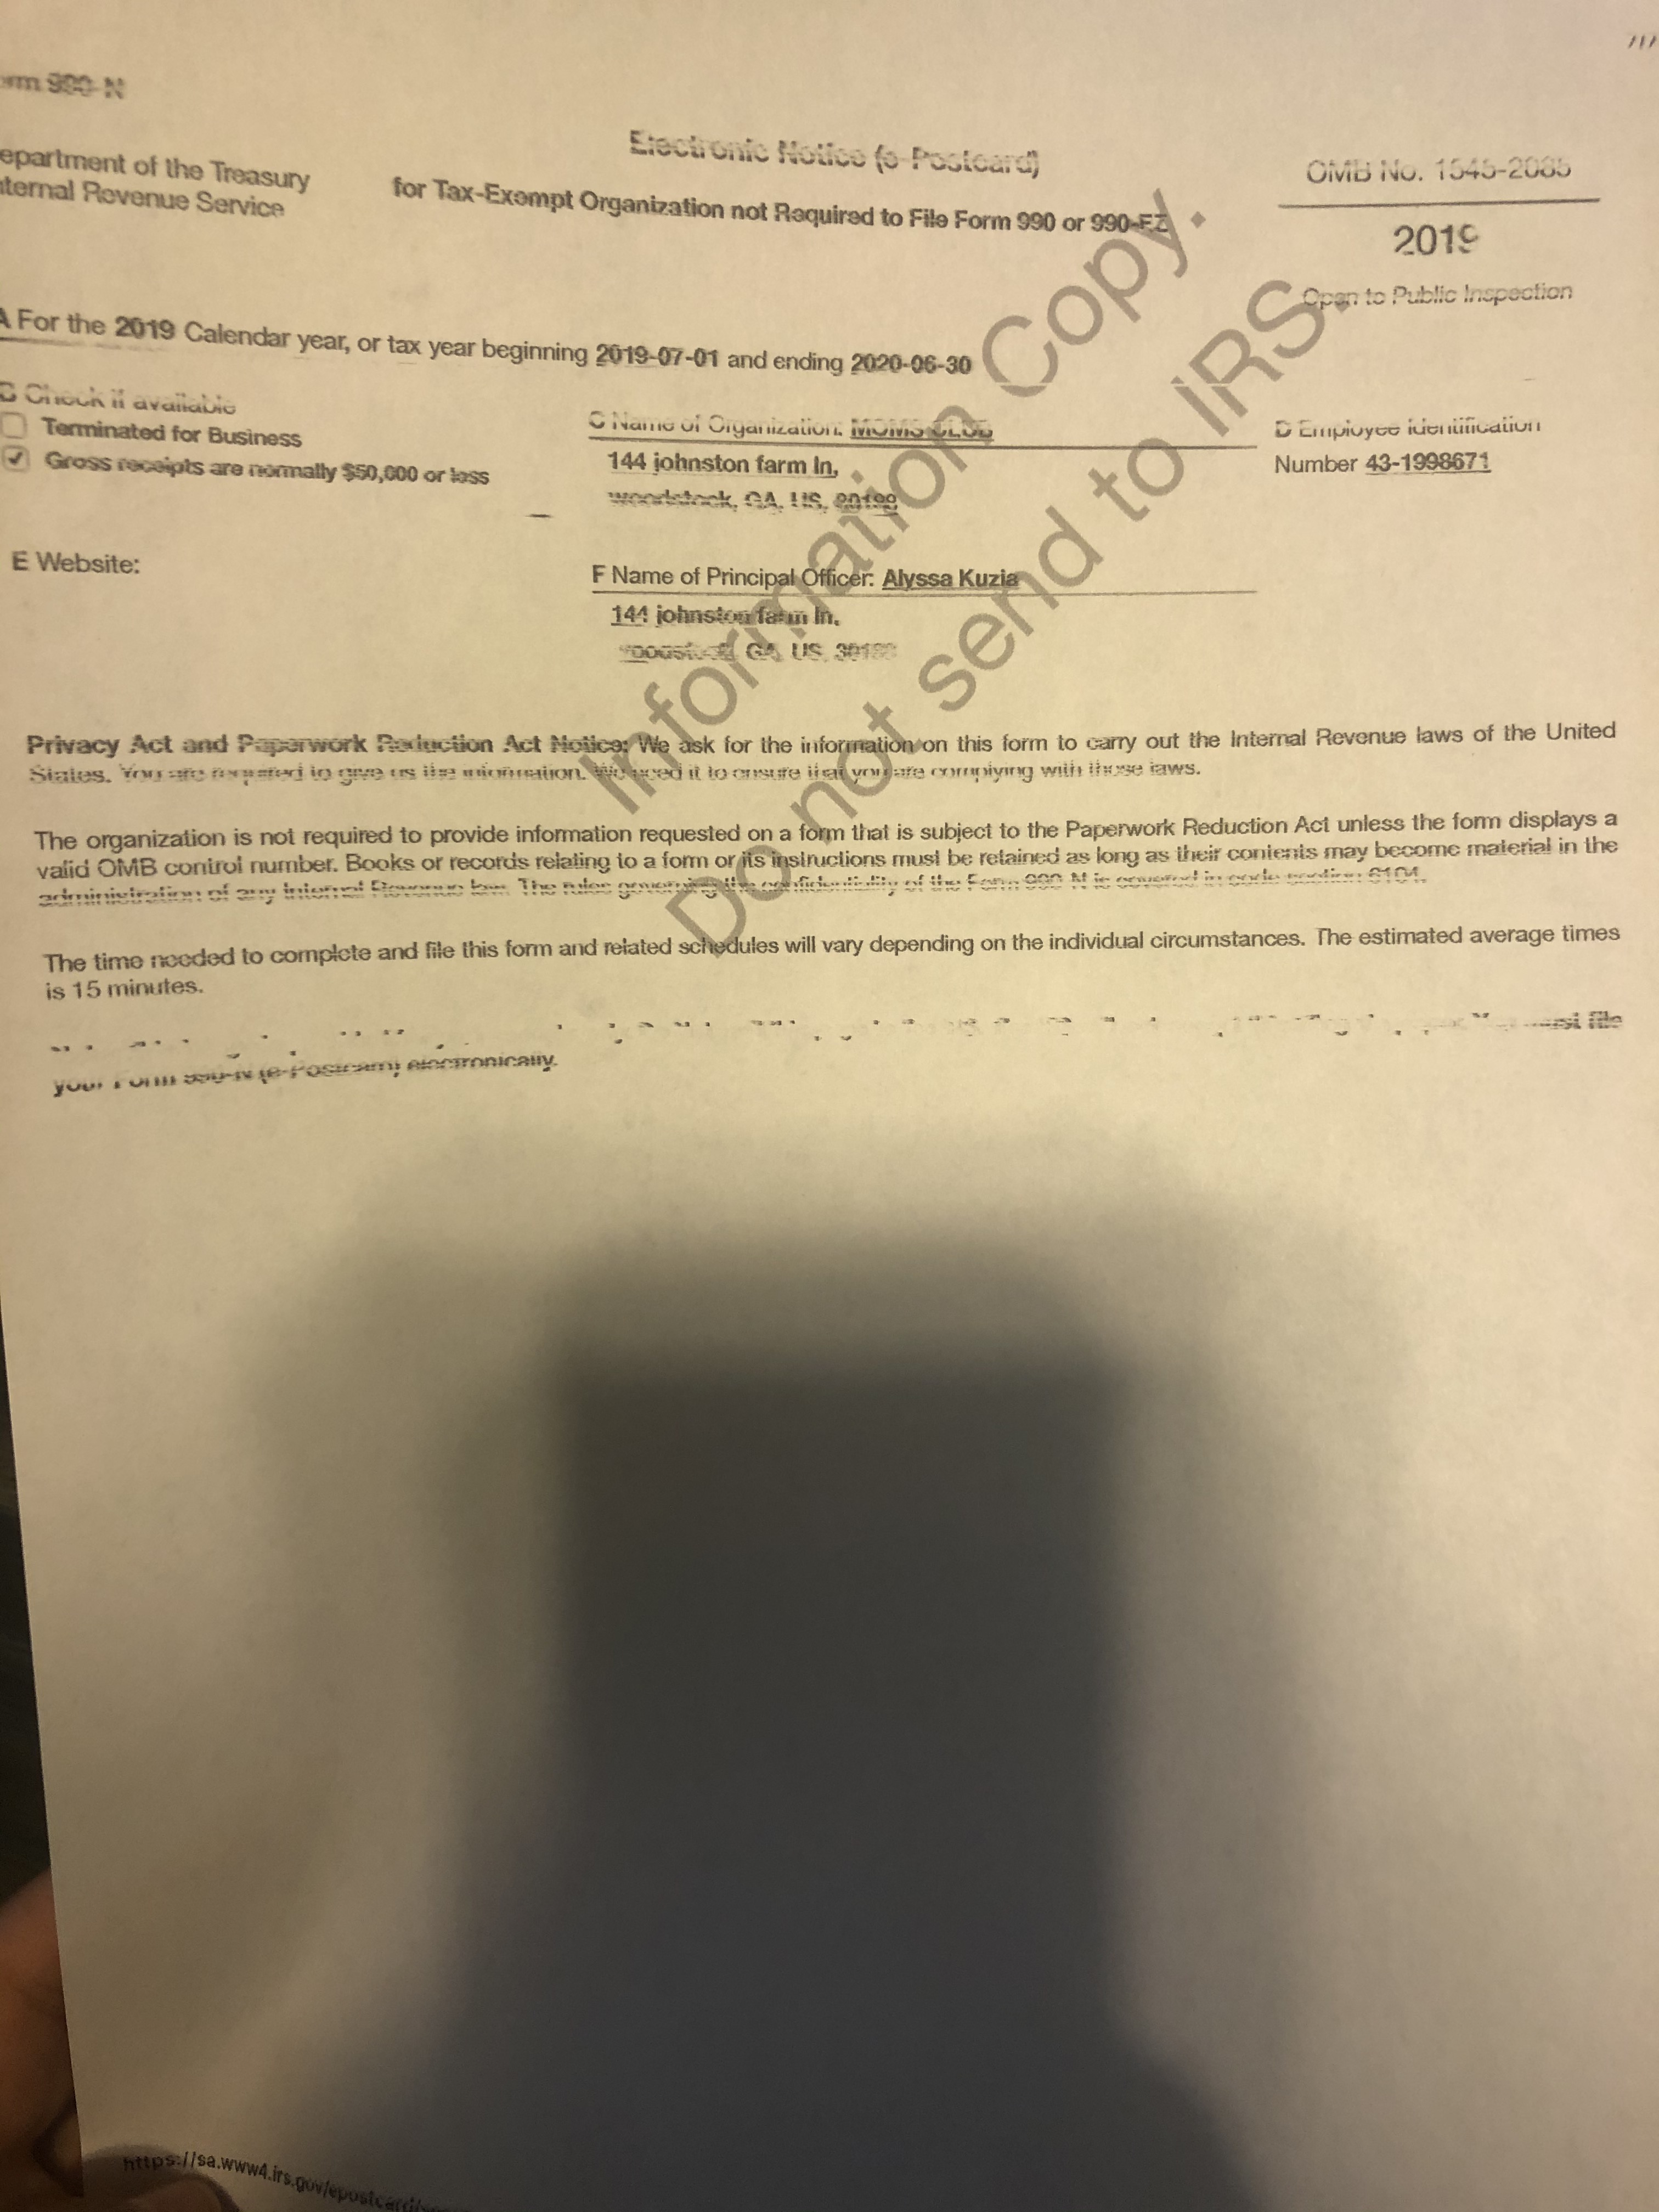 990-N
Electronic Notice (e-Postcard)
OMB No. 1545-2085
epartment of the Treasury
nternal Revenue Service
for Tax-Exempt Organization not Required to File Form 990 or 990-EZ
2019
Open to Public Inspection
A For the 2019 Calendar year, or tax year beginning 2019-07-01 and ending 2020-06-30
B Check if available
Terminated for Business
Gross receipts are normally $50,000 or less
C Name of Organization: MOMS CLUB
144 johnston farm ln,
woodstock, GA, US,
D Employee Identification
Number 43-1998671
E Website:
F Name of Principal Officer: Alyssa Kuzia
144 johnston farm ln,
GA, US,
Information Copy.
Do not send to IRS.
Privacy Act and Paperwork Reduction Act Notice: We ask for the information on this form to carry out the Internal Revenue laws of the United
States. You are required to give us the information. We need it to ensure that you are complying with these laws.
The organization is not required to provide information requested on a form that is subject to the Paperwork Reduction Act unless the form displays a
valid OMB control number. Books or records relating to a form or its instructions must be retained as long as their contents may become material in the
administration of any Internal Revenue law. The rules governing the confidentiality of the Form 990-N is covered in code section 6104.
The time needed to complete and file this form and related schedules will vary depending on the individual circumstances. The estimated average times
is 15 minutes.
must file
your Form 990-N (e-Postcard) electronically.
https://sa.www4.irs.gov/epostcard/